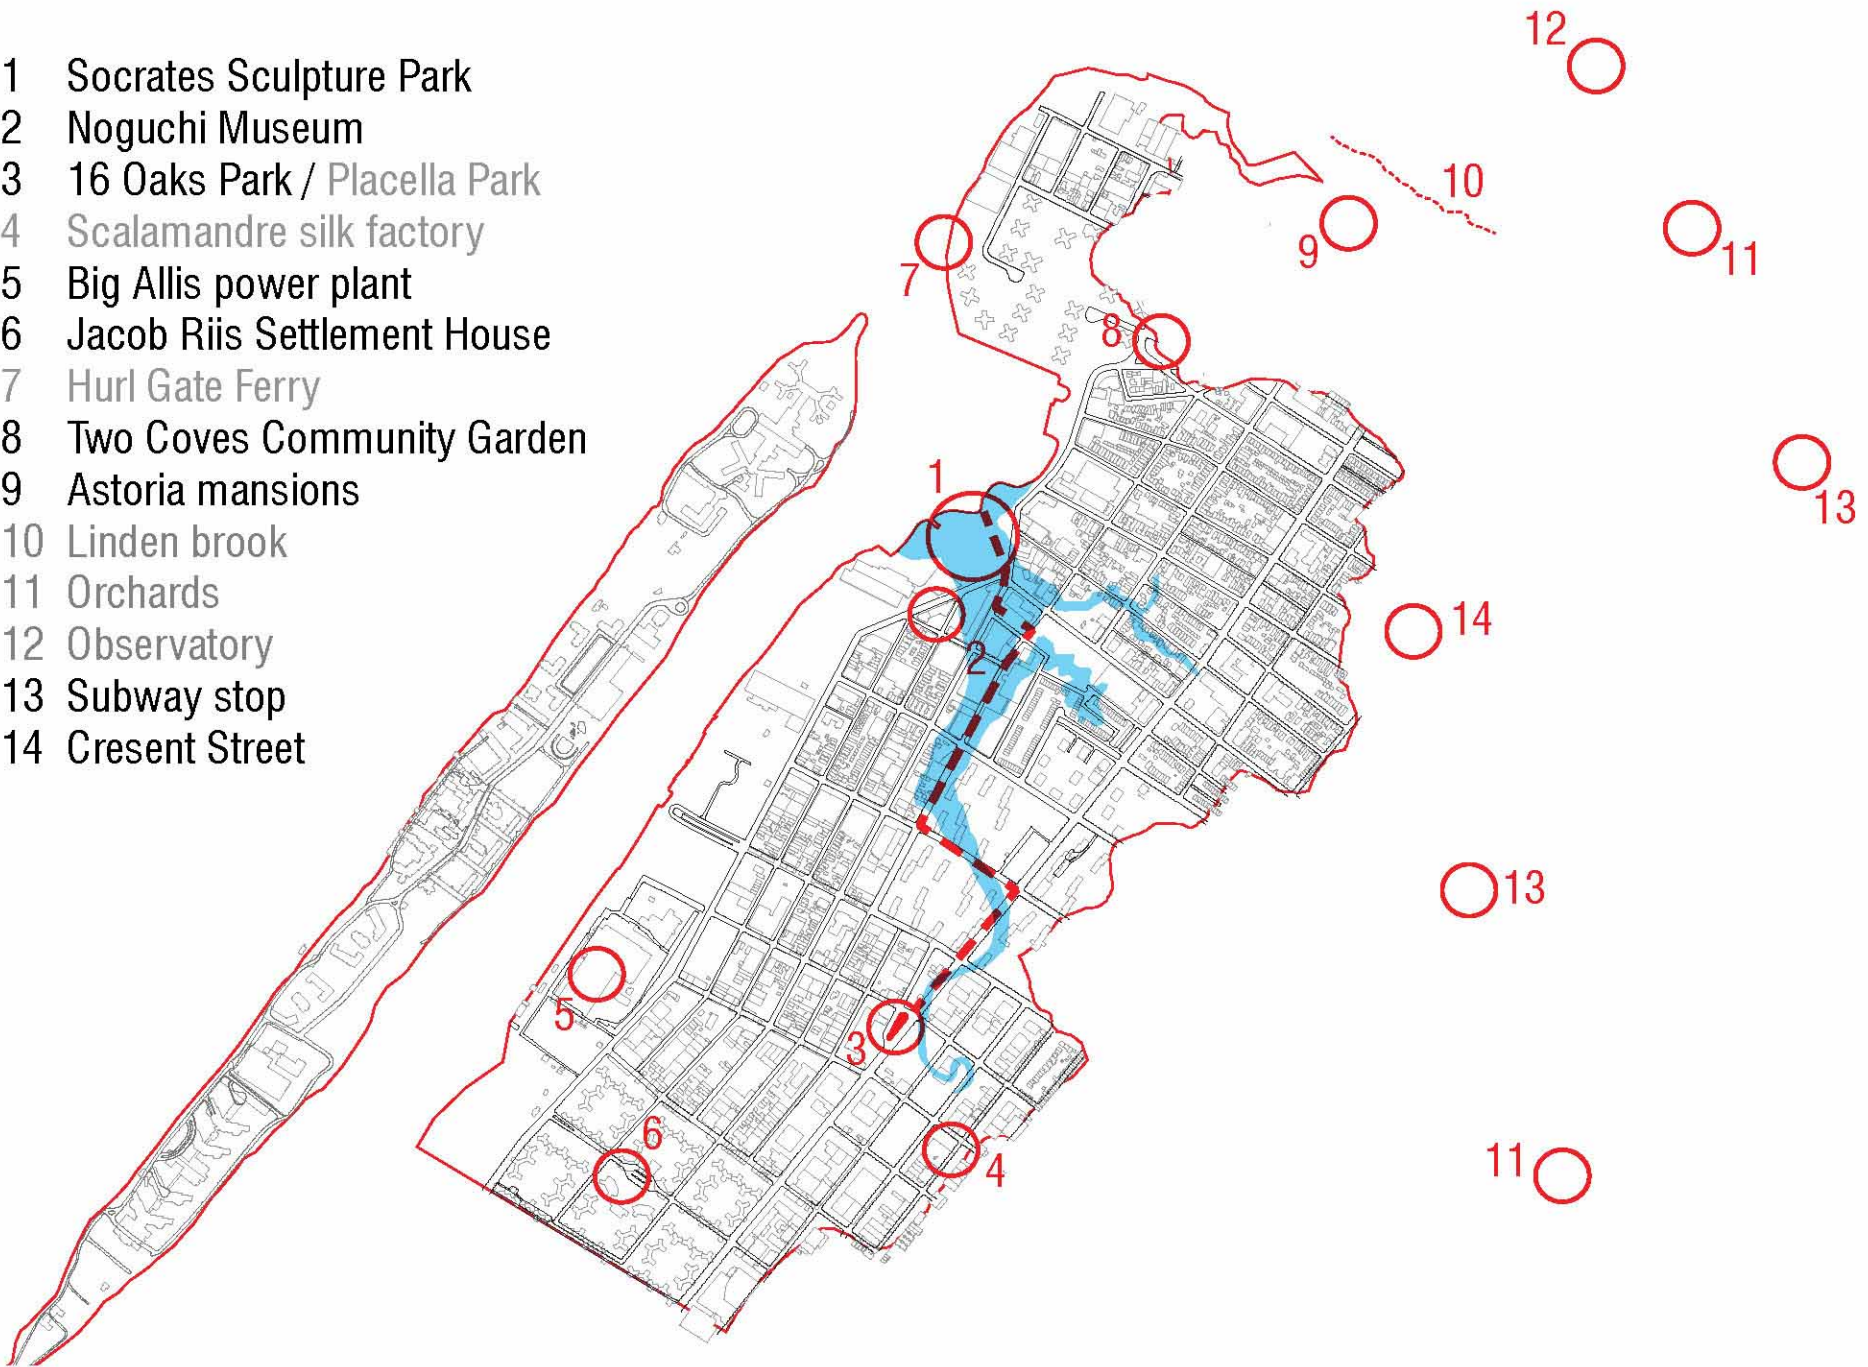 1 Socrates Sculpture Park
2 Noguchi Museum
3 16 Oaks Park / Placella Park
4 Scalamandre silk factory
5 Big Allis power plant
6 Jacob Riis Settlement House
7 Hurl Gate Ferry
8 Two Coves Community Garden
9 Astoria mansions
10 Linden brook
11 Orchards
12 Observatory
13 Subway stop
14 Cresent Street
12
10
9
11
7
8
1
13
14
2
13
5
3
6
4
11